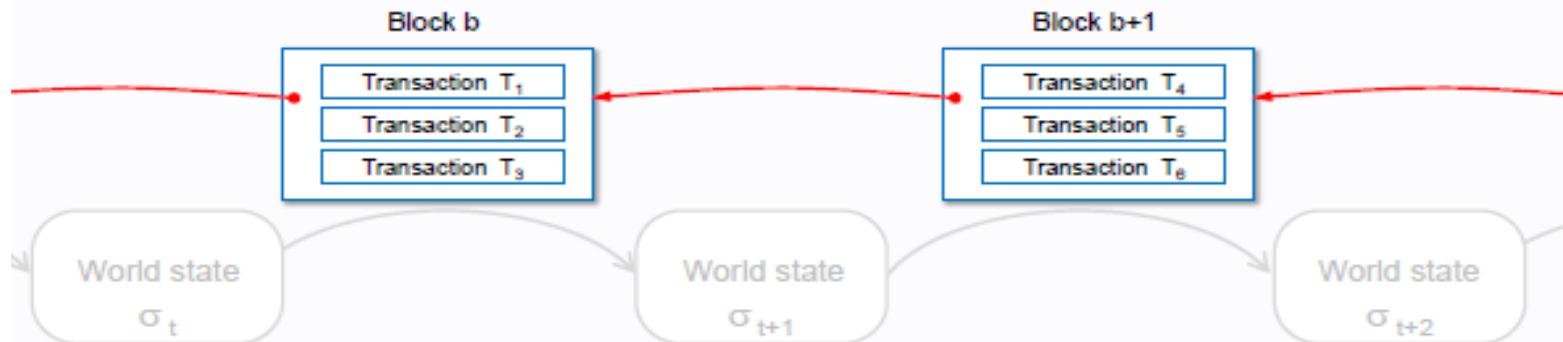 Block b
Block b+1
Transaction T₁
Transaction T₂
Transaction T₃
Transaction T₄
Transaction T₅
Transaction T₆
World state
σ t
World state
σ t+1
World state
σ t+2